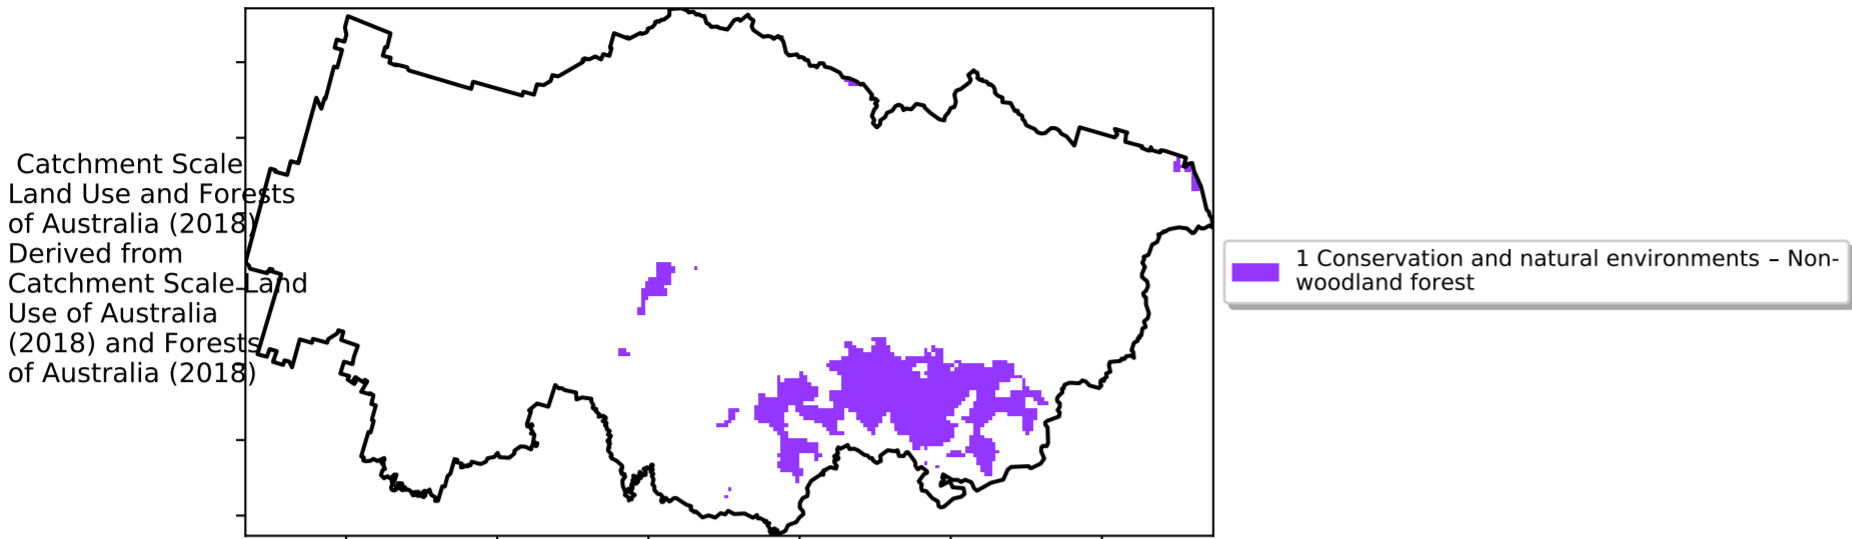 Catchment Scale
Land Use and Forests
of Australia (2018)
Derived from
Catchment Scale Land
Use of Australia
(2018) and Forests
of Australia (2018)
1 Conservation and natural environments – Non-
woodland forest